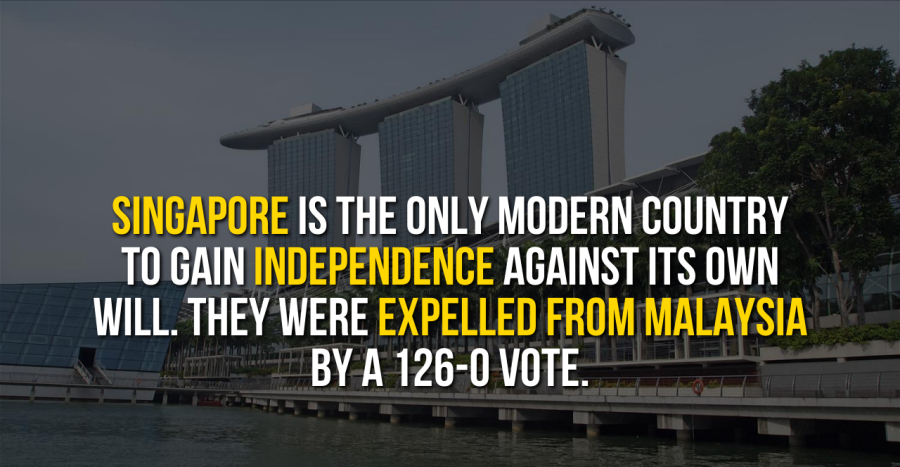 SINGAPORE IS THE ONLY MODERN COUNTRY
TO GAIN INDEPENDENCE AGAINST ITS OWN
WILL. THEY WERE EXPELLED FROM MALAYSIA
BY A 126-0 VOTE.